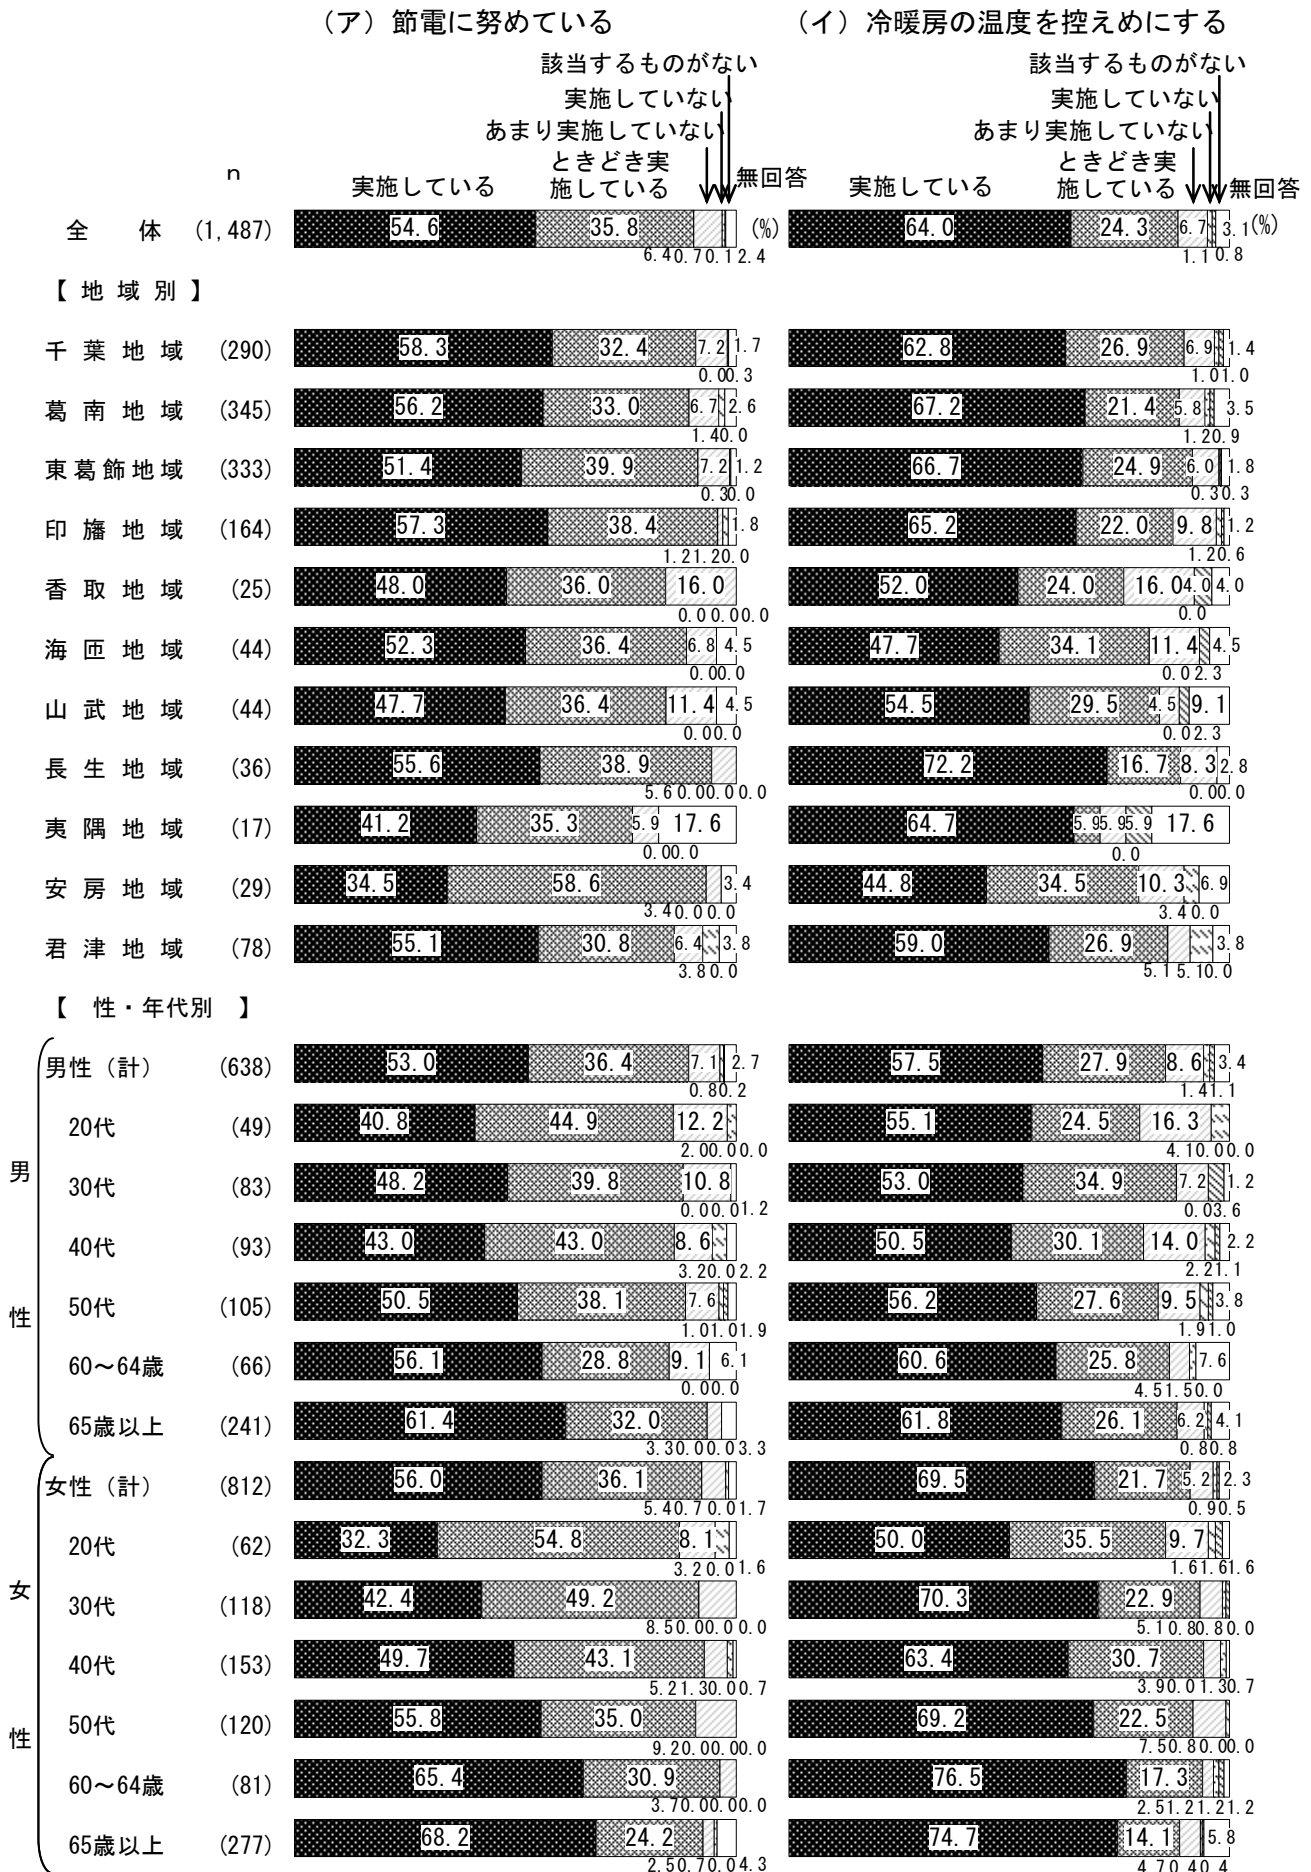 （ア）節電に努めている　（イ）冷暖房の温度を控えめにする
該当するものがない　該当するものがない
実施していない　実施していない
あまり実施していない　あまり実施していない
ときどき実　ときどき実
n　実施している　施している　無回答　実施している　施している　無回答
全　体　(1,487)　54.6　35.8　(%)　64.0　24.3　6.7　3.1(%)
6.4 0.7 0.1 2.4　1.1 0.8
【地域別】
千葉地域　(290)　58.3　32.4　7.2　1.7　62.8　26.9　6.9　1.4
0.0 0.3　1.0 1.0
葛南地域　(345)　56.2　33.0　6.7　2.6　67.2　21.4　5.8　3.5
1.4 0.0　1.2 0.9
東葛飾地域　(333)　51.4　39.9　7.2　1.2　66.7　24.9　6.0　1.8
0.3 0.0　0.3 0.3
印旛地域　(164)　57.3　38.4　1.8　65.2　22.0　9.8　1.2
1.2 1.2 0.0　1.2 0.6
香取地域　(25)　48.0　36.0　16.0　52.0　24.0　16.0　4.0　4.0
0.0 0.0 0.0　0.0
海匝地域　(44)　52.3　36.4　6.8　4.5　47.7　34.1　11.4　4.5
0.0 0.0　0.0 2.3
山武地域　(44)　47.7　36.4　11.4　4.5　54.5　29.5　4.5　9.1
0.0 0.0　0.0 2.3
長生地域　(36)　55.6　38.9　72.2　16.7　8.3　2.8
5.6 0.0 0.0 0.0　0.0 0.0
夷隅地域　(17)　41.2　35.3　5.9　17.6　64.7　5.9　5.9　5.9　17.6
0.0 0.0　0.0
安房地域　(29)　34.5　58.6　3.4　44.8　34.5　10.3　6.9
3.4 0.0 0.0　3.4 0.0
君津地域　(78)　55.1　30.8　6.4　3.8　59.0　26.9　3.8
3.8 0.0　5.1 5.1 0.0
【　性・年代別　】
男性（計）　(638)　53.0　36.4　7.1　2.7　57.5　27.9　8.6　3.4
0.8 0.2　1.4 1.1
20代　(49)　40.8　44.9　12.2　55.1　24.5　16.3
2.0 0.0 0.0　4.1 0.0 0.0
男
30代　(83)　48.2　39.8　10.8　53.0　34.9　7.2　1.2
0.0 0.0 1.2　0.0 3.6
40代　(93)　43.0　43.0　8.6　50.5　30.1　14.0　2.2
3.2 0.0 2.2　2.2 1.1
50代　(105)　50.5　38.1　7.6　56.2　27.6　9.5　3.8
性
1.0 1.0 1.9　1.9 1.0
60〜64歳　(66)　56.1　28.8　9.1　6.1　60.6　25.8　7.6
0.0 0.0　4.5 1.5 0.0
65歳以上　(241)　61.4　32.0　61.8　26.1　6.2　4.1
3.3 0.0 0.0 3.3　0.8 0.8
女性（計）　(812)　56.0　36.1　69.5　21.7　5.2　2.3
5.4 0.7 0.0 1.7　0.9 0.5
20代　(62)　32.3　54.8　8.1　50.0　35.5　9.7
3.2 0.0 1.6　1.6 1.6 1.6
女
30代　(118)　42.4　49.2　70.3　22.9
8.5 0.0 0.0 0.0　5.1 0.8 0.8 0.0
40代　(153)　49.7　43.1　63.4　30.7
5.2 1.3 0.0 0.7　3.9 0.0 1.3 0.7
50代　(120)　55.8　35.0　69.2　22.5
性
9.2 0.0 0.0 0.0　7.5 0.8 0.0 0.0
60〜64歳　(81)　65.4　30.9　76.5　17.3
3.7 0.0 0.0 0.0　2.5 1.2 1.2 1.2
65歳以上　(277)　68.2　24.2　74.7　14.1　5.8
2.5 0.7 0.0 4.3　4.7 0.4 0.4